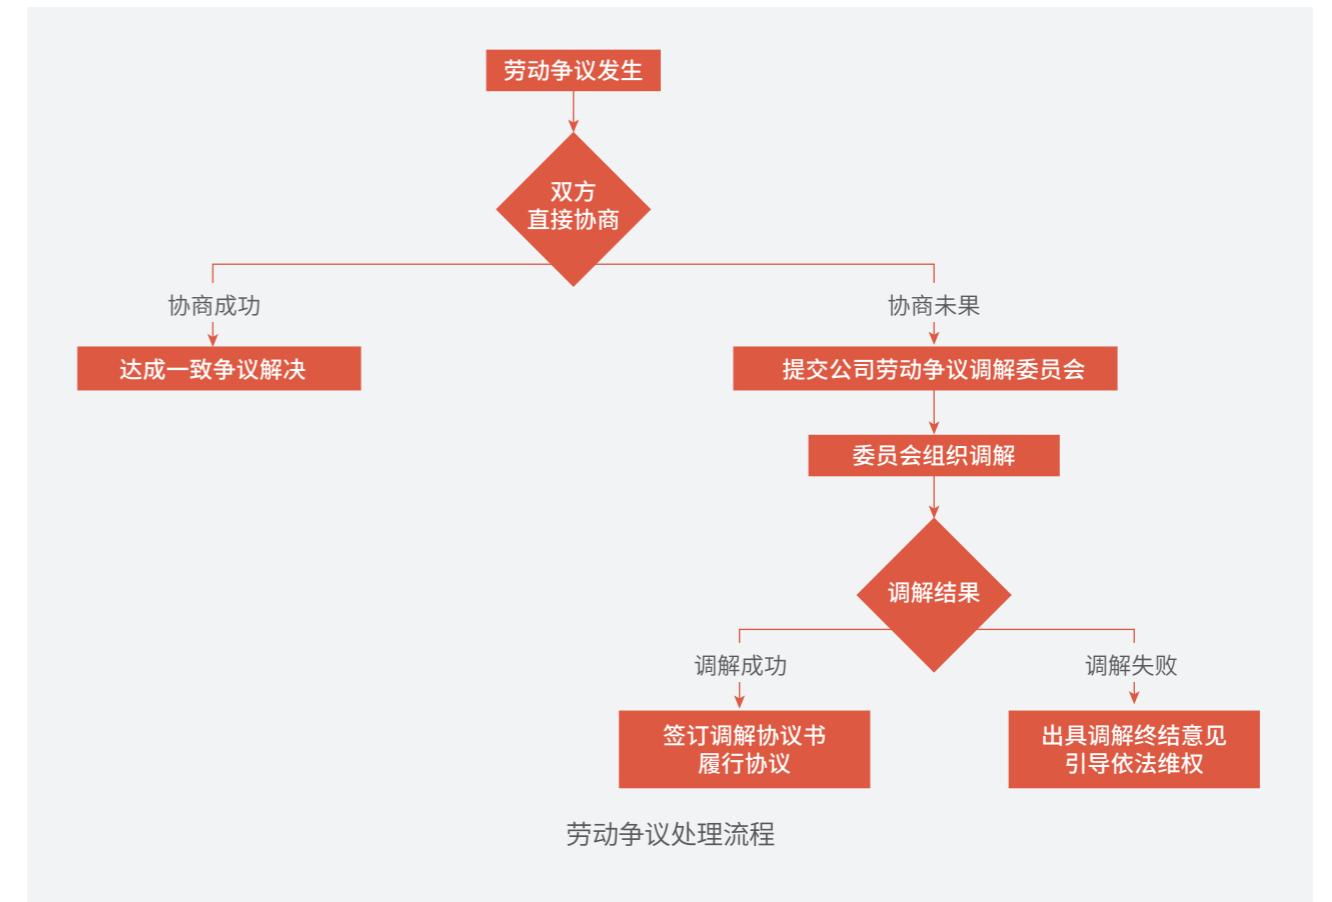 劳动争议发生
双方
直接协商
协商成功
协商未果
达成一致争议解决
提交公司劳动争议调解委员会
委员会组织调解
调解结果
调解成功
调解失败
签订调解协议书
履行协议
出具调解终结意见
引导依法维权
劳动争议处理流程